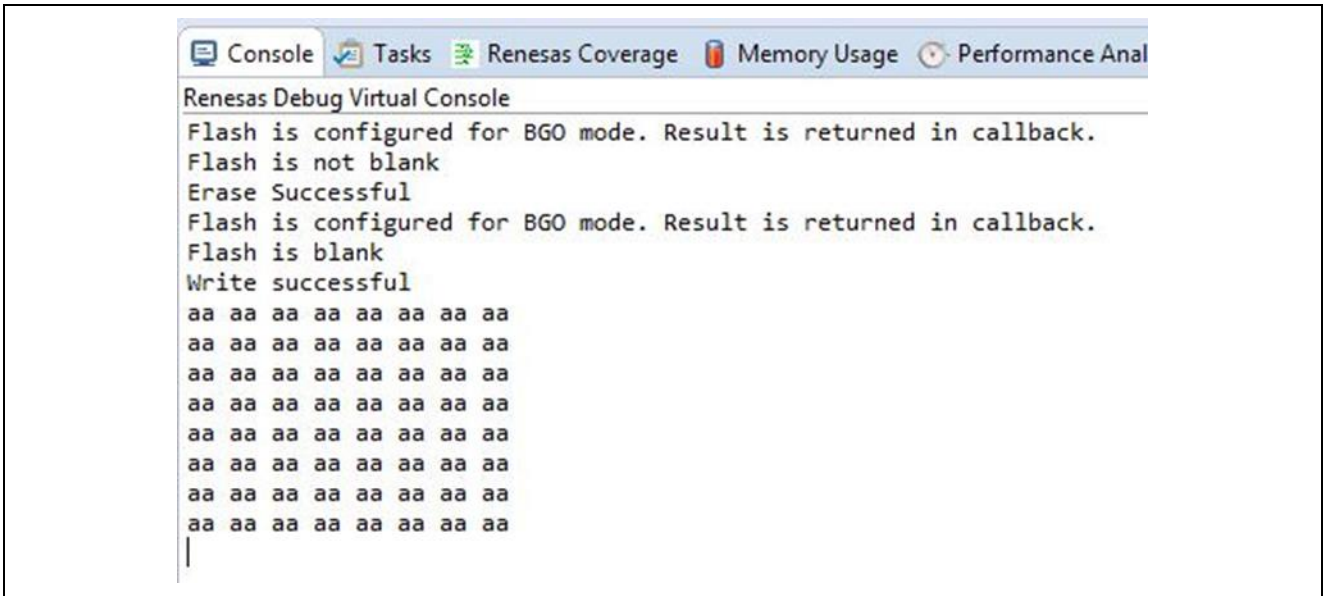 Console Tasks Renesas Coverage Memory Usage Performance Anal
Renesas Debug Virtual Console
Flash is configured for BGO mode. Result is returned in callback.
Flash is not blank
Erase Successful
Flash is configured for BGO mode. Result is returned in callback.
Flash is blank
Write successful
aa aa aa aa aa aa aa aa
aa aa aa aa aa aa aa aa
aa aa aa aa aa aa aa aa
aa aa aa aa aa aa aa aa
aa aa aa aa aa aa aa aa
aa aa aa aa aa aa aa aa
aa aa aa aa aa aa aa aa
aa aa aa aa aa aa aa aa